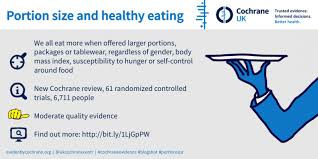 Portion size and healthy eating
Cochrane
UK
Trusted evidence.
Informed decisions.
Better health.
We all eat more when offered larger portions,
packages or tablewear, regardless of gender, body
mass index, susceptibility to hunger or self-control
around food
New Cochrane review, 61 randomized controlled
trials, 6,711 people
Moderate quality evidence
Find out more: http://bit.ly/1LjGpPW
evidentlycochrane.org | @ukcochranecentr | #cochraneevidence #blogshot #portionsize